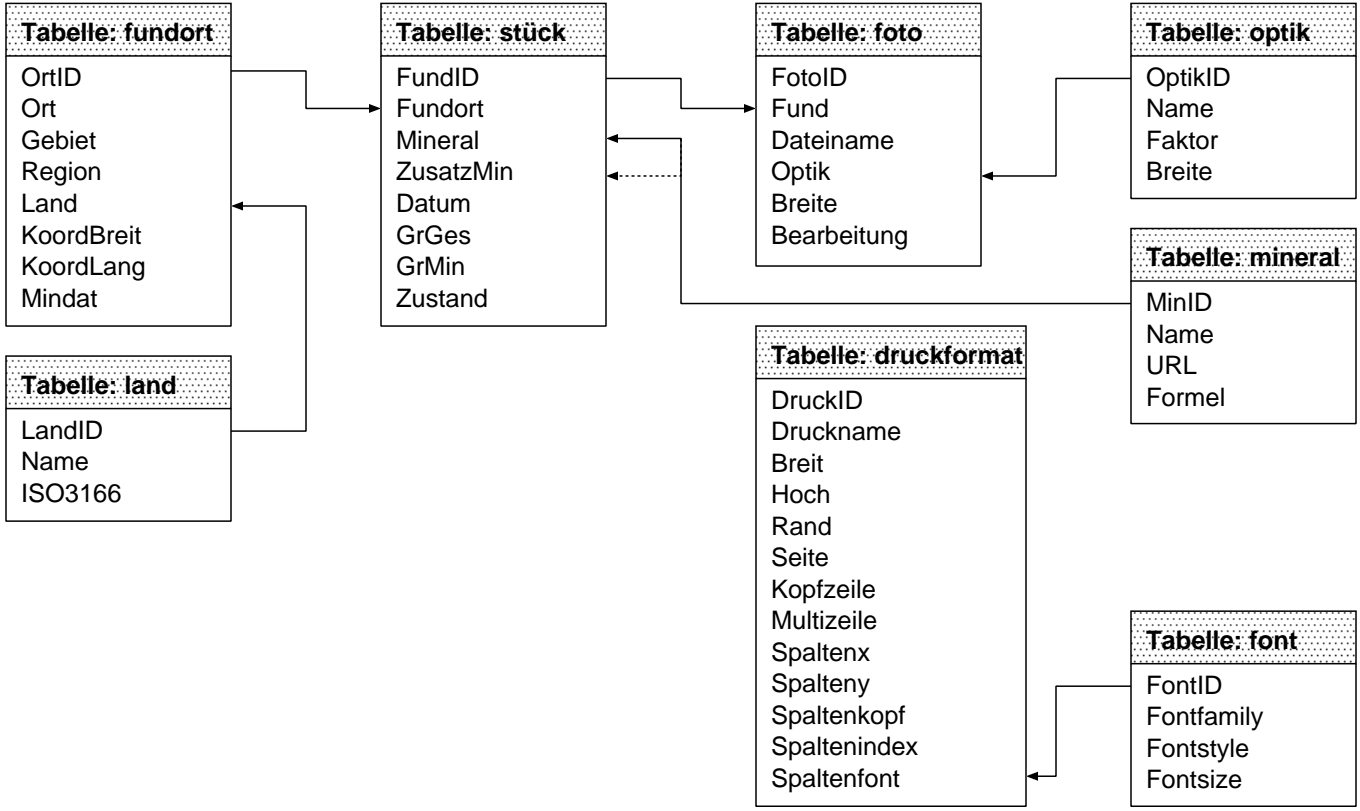 Tabelle: fundort
OrtID
Ort
Gebiet
Region
Land
KoordBreit
KoordLang
Mindat
Tabelle: land
LandID
Name
ISO3166
Tabelle: stück
FundID
Fundort
Mineral
ZusatzMin
Datum
GrGes
GrMin
Zustand
Tabelle: foto
FotoID
Fund
Dateiname
Optik
Breite
Bearbeitung
Tabelle: druckformat
DruckID
Druckname
Breit
Hoch
Rand
Seite
Kopfzeile
Multizeile
Spaltenx
Spalteny
Spaltenkopf
Spaltenindex
Spaltenfont
Tabelle: optik
OptikID
Name
Faktor
Breite
Tabelle: mineral
MinID
Name
URL
Formel
Tabelle: font
FontID
Fontfamily
Fontstyle
Fontsize